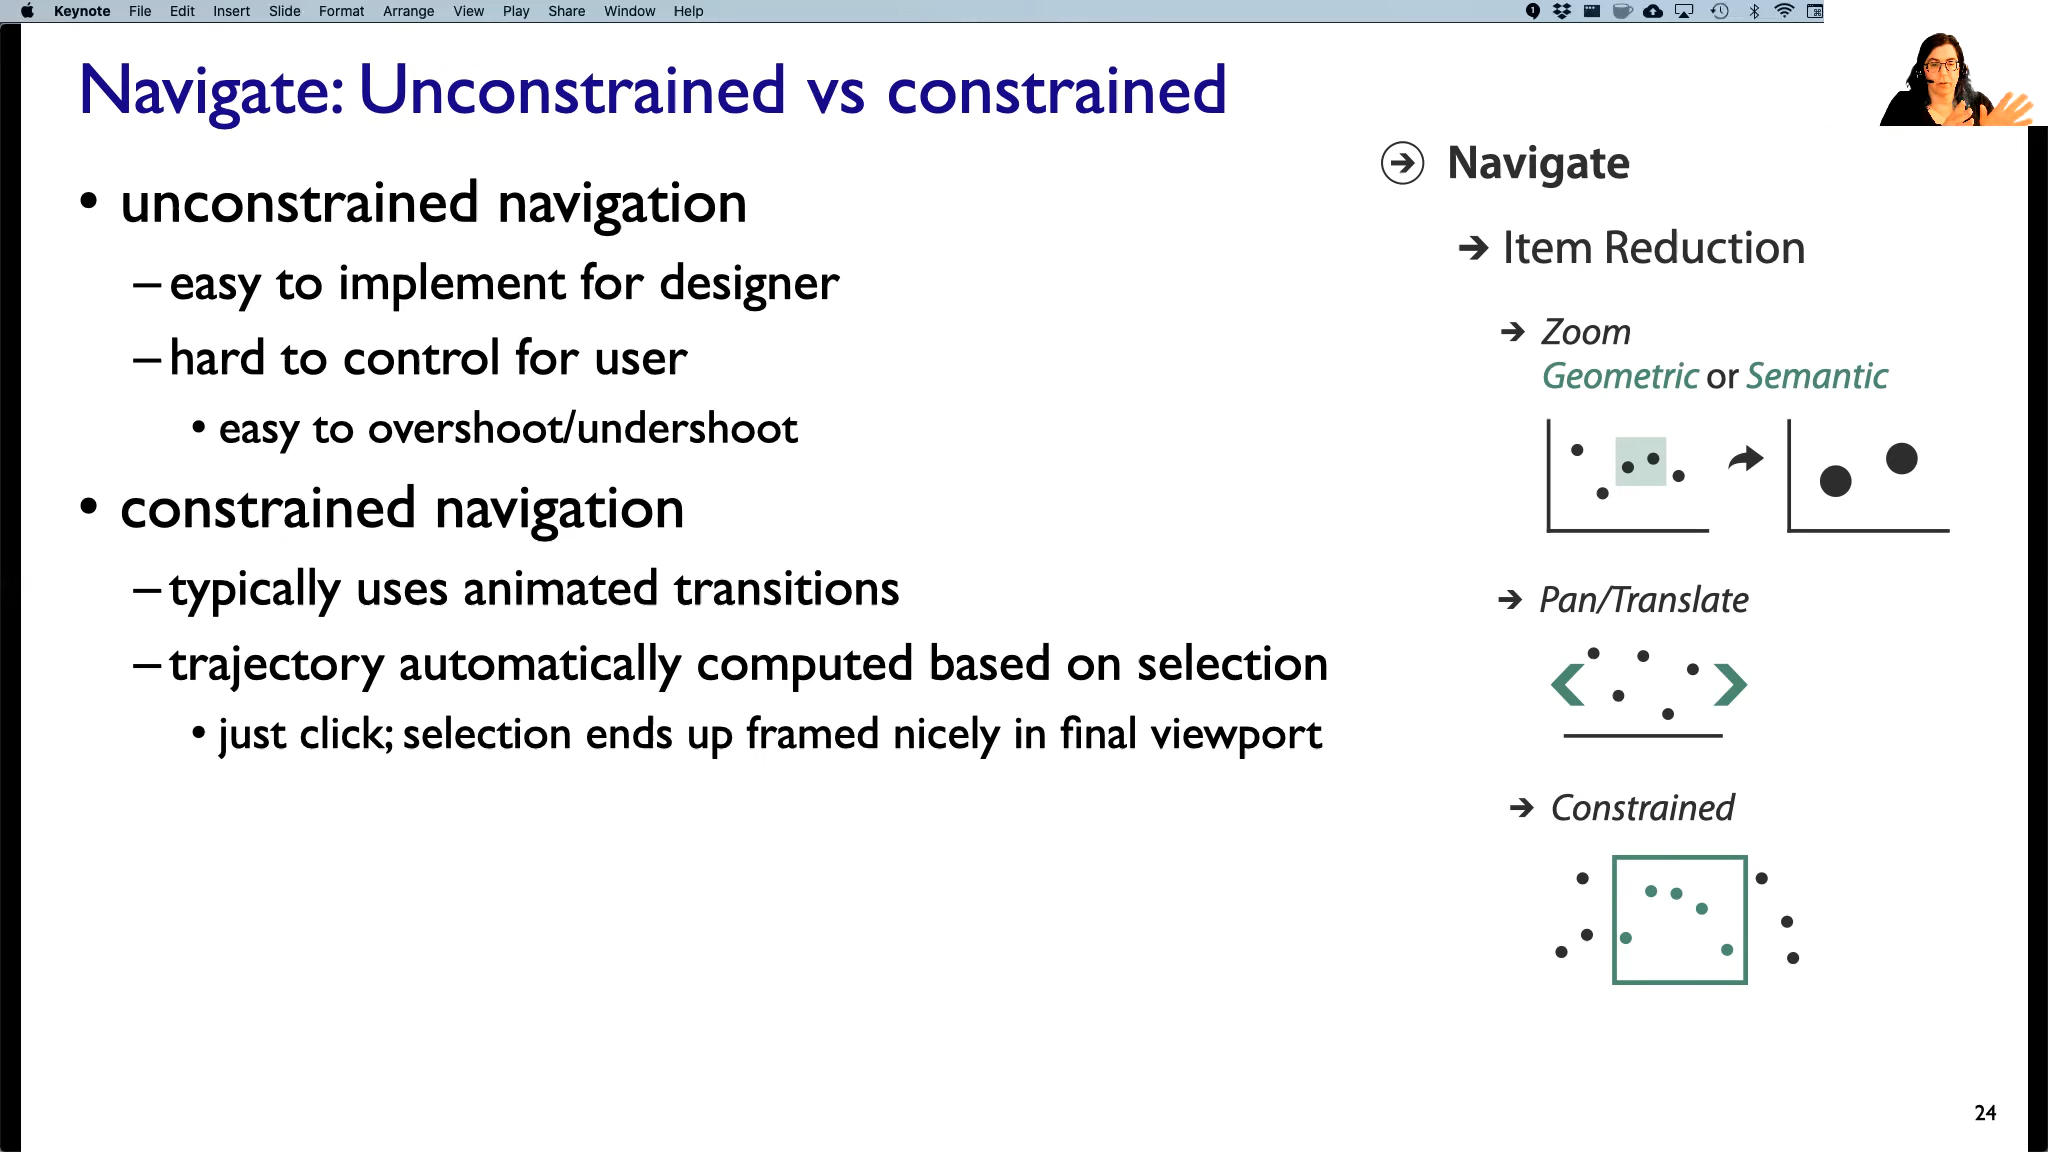 Keynote File Edit Insert Slide Format Arrange View Play Share Window Help
Navigate: Unconstrained vs constrained
• unconstrained navigation
– easy to implement for designer
– hard to control for user
• easy to overshoot/undershoot
• constrained navigation
– typically uses animated transitions
– trajectory automatically computed based on selection
• just click; selection ends up framed nicely in final viewport
Navigate
Item Reduction
Zoom
Geometric or Semantic
Pan/Translate
Constrained
24